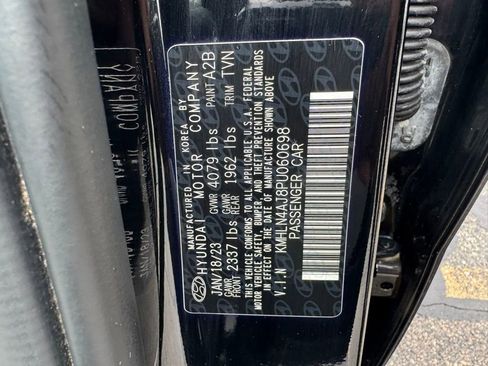 MANUFACTURED IN KOREA BY
HYUNDAI MOTOR COMPANY
JAN/18/23 GVWR 4079 lbs PAINT A2B
GAWR FRONT 2337 lbs GAWR REAR 1962 lbs TRIM TVN
THIS VEHICLE CONFORMS TO ALL APPLICABLE U.S.A. FEDERAL
MOTOR VEHICLE SAFETY, BUMPER, AND THEFT PREVENTION STANDARDS
IN EFFECT ON THE DATE OF MANUFACTURE SHOWN ABOVE
V.I.N KMHLN4AJ8PU060698
PASSENGER CAR